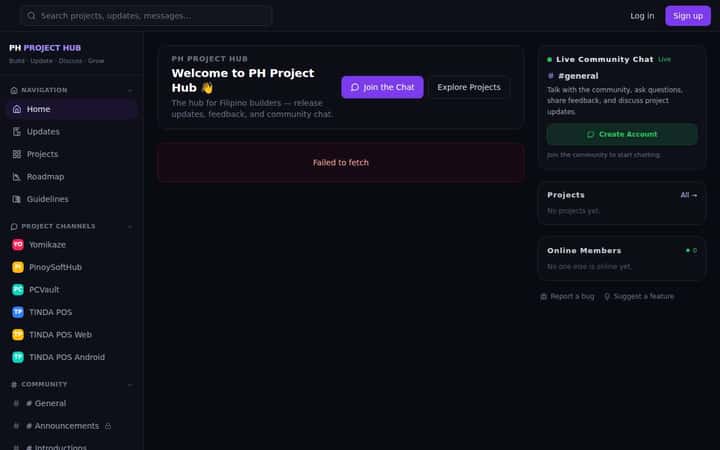 Search projects, updates, messages...
Log in
Sign up
PH PROJECT HUB
Build · Update · Discuss · Grow
NAVIGATION
Home
Updates
Projects
Roadmap
Guidelines
PROJECT CHANNELS
YO Yomikaze
PI PinoySoftHub
PC PCVault
TP TINDA POS
TP TINDA POS Web
TP TINDA POS Android
# COMMUNITY
# # General
# # Announcements
# # Introductions
PH PROJECT HUB
Welcome to PH Project
Hub 👋
The hub for Filipino builders — release
updates, feedback, and community chat.
Join the Chat
Explore Projects
Failed to fetch
Live Community Chat Live
# #general
Talk with the community, ask questions,
share feedback, and discuss project
updates.
Create Account
Join the community to start chatting.
Projects
All →
No projects yet.
Online Members
0
No one else is online yet.
Report a bug
Suggest a feature